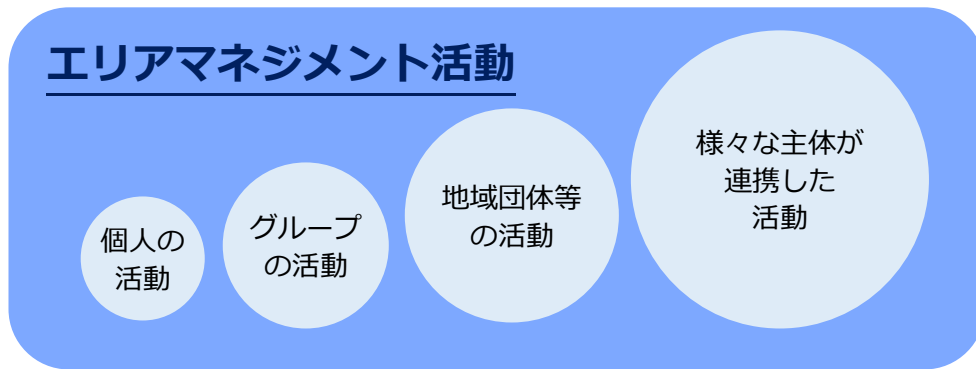 エリアマネジメント活動
個人の
活動
グループ
の活動
地域団体等
の活動
様々な主体が
連携した
活動